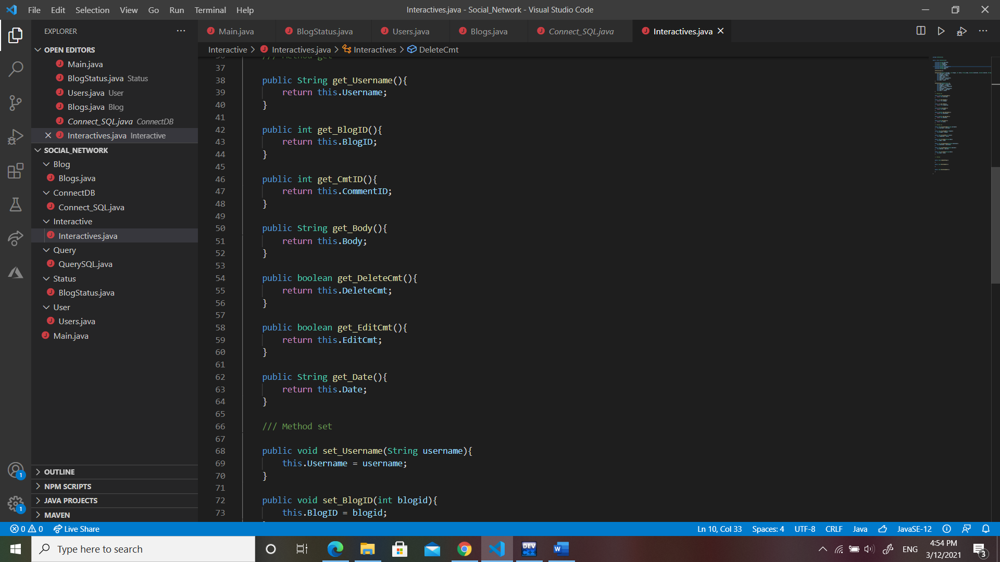 File Edit Selection View Go Run Terminal Help
Interactives.java - Social_Network - Visual Studio Code
EXPLORER
OPEN EDITORS
Main.java
BlogStatus.java Status
Users.java User
Blogs.java Blog
Connect_SQL.java ConnectDB
Interactives.java Interactive
SOCIAL_NETWORK
Blog
Blogs.java
ConnectDB
Connect_SQL.java
Interactive
Interactives.java
Query
QuerySQL.java
Status
BlogStatus.java
User
Users.java
Main.java
OUTLINE
NPM SCRIPTS
JAVA PROJECTS
MAVEN
Main.java BlogStatus.java Users.java Blogs.java Connect_SQL.java Interactives.java
Interactive > Interactives.java > Interactives > DeleteCmt
36 /// Method get
37
38 public String get_Username(){
39 return this.Username;
40 }
41
42 public int get_BlogID(){
43 return this.BlogID;
44 }
45
46 public int get_CmtID(){
47 return this.CommentID;
48 }
49
50 public String get_Body(){
51 return this.Body;
52 }
53
54 public boolean get_DeleteCmt(){
55 return this.DeleteCmt;
56 }
57
58 public boolean get_EditCmt(){
59 return this.EditCmt;
60 }
61
62 public String get_Date(){
63 return this.Date;
64 }
65
66 /// Method set
67
68 public void set_Username(String username){
69 this.Username = username;
70 }
71
72 public void set_BlogID(int blogid){
73 this.BlogID = blogid;
1
1
0 0 Live Share
Ln 10, Col 33 Spaces: 4 UTF-8 CRLF Java JavaSE-12
Type here to search
DEV C++
W
ENG
4:54 PM
3/12/2021
3